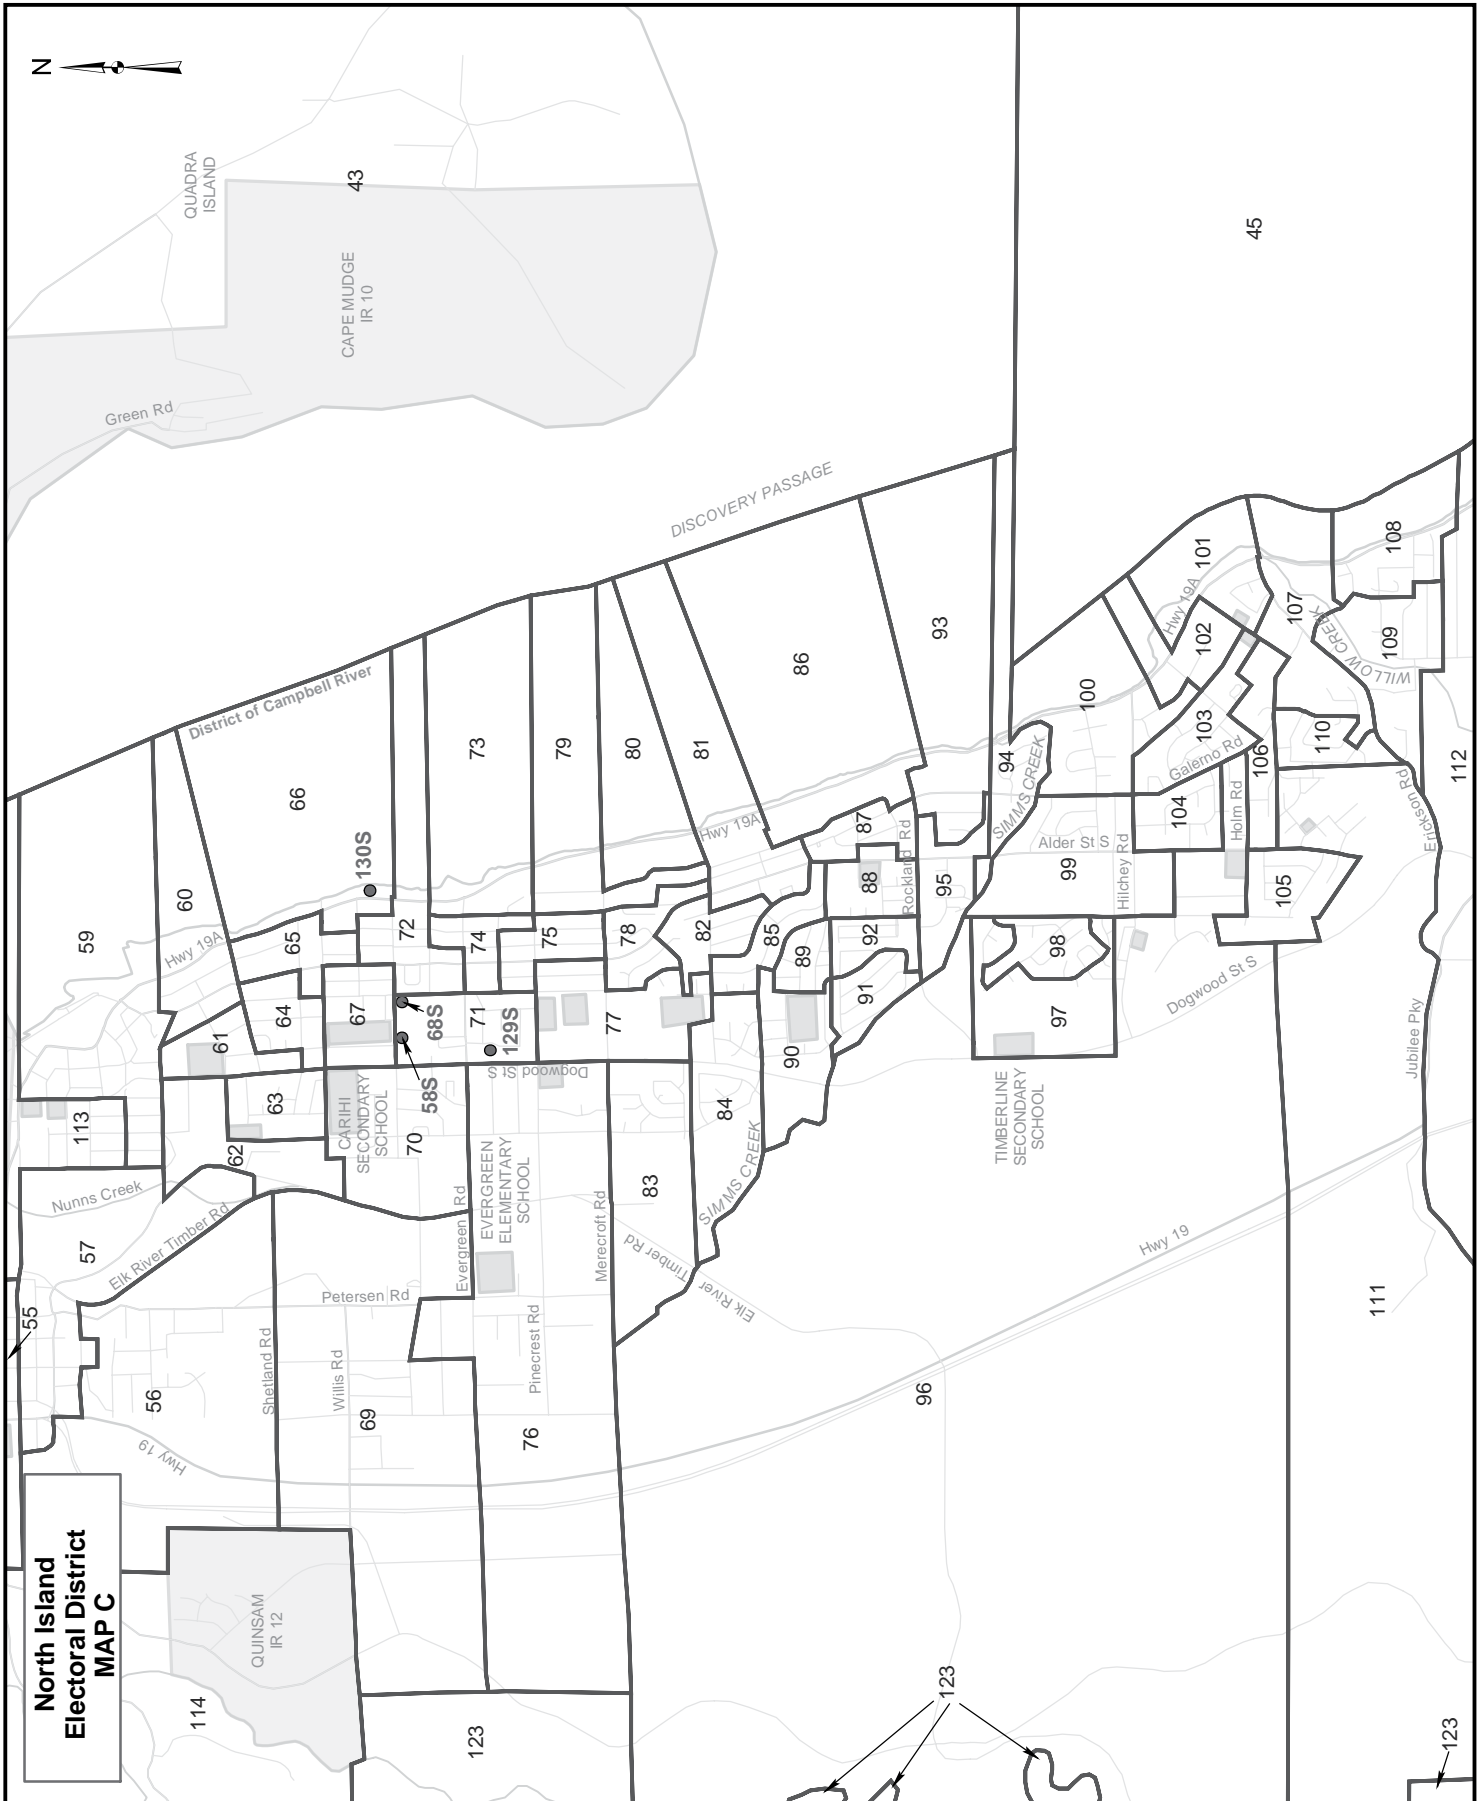 North Island
Electoral District
MAP C
N
QUADRA
ISLAND
43
CAPE MUDGE
IR 10
Green Rd
45
DISCOVERY PASSAGE
District of Campbell River
59
60
66
130S
73
79
80
81
86
93
Hwy 19A
Hwy 19A
Hwy 19A
65
72
74
75
78
82
85
87
88
89
92
95
94
SIMMS CREEK
100
101
102
103
104
106
107
108
109
110
112
WILLOW CREEK
Galerno Rd
Holm Rd
Alder St S
Hilchey Rd
Rockland Rd
Erickson Rd
61
64
67
68S
71
129S
77
58S
90
91
97
98
99
105
Dogwood St S
Dogwood St S
Jubilee Pky
TIMBERLINE
SECONDARY
SCHOOL
113
62
63
CARIHI
SECONDARY
SCHOOL
70
EVERGREEN
ELEMENTARY
SCHOOL
83
84
SIMMS CREEK
Nunns Creek
57
Elk River Timber Rd
Evergreen Rd
Merecroft Rd
Elk River Timber Rd
Petersen Rd
Pinecrest Rd
Shetland Rd
Willis Rd
55
56
69
76
96
111
Hwy 19
Hwy 19
QUINSAM
IR 12
114
123
123
123